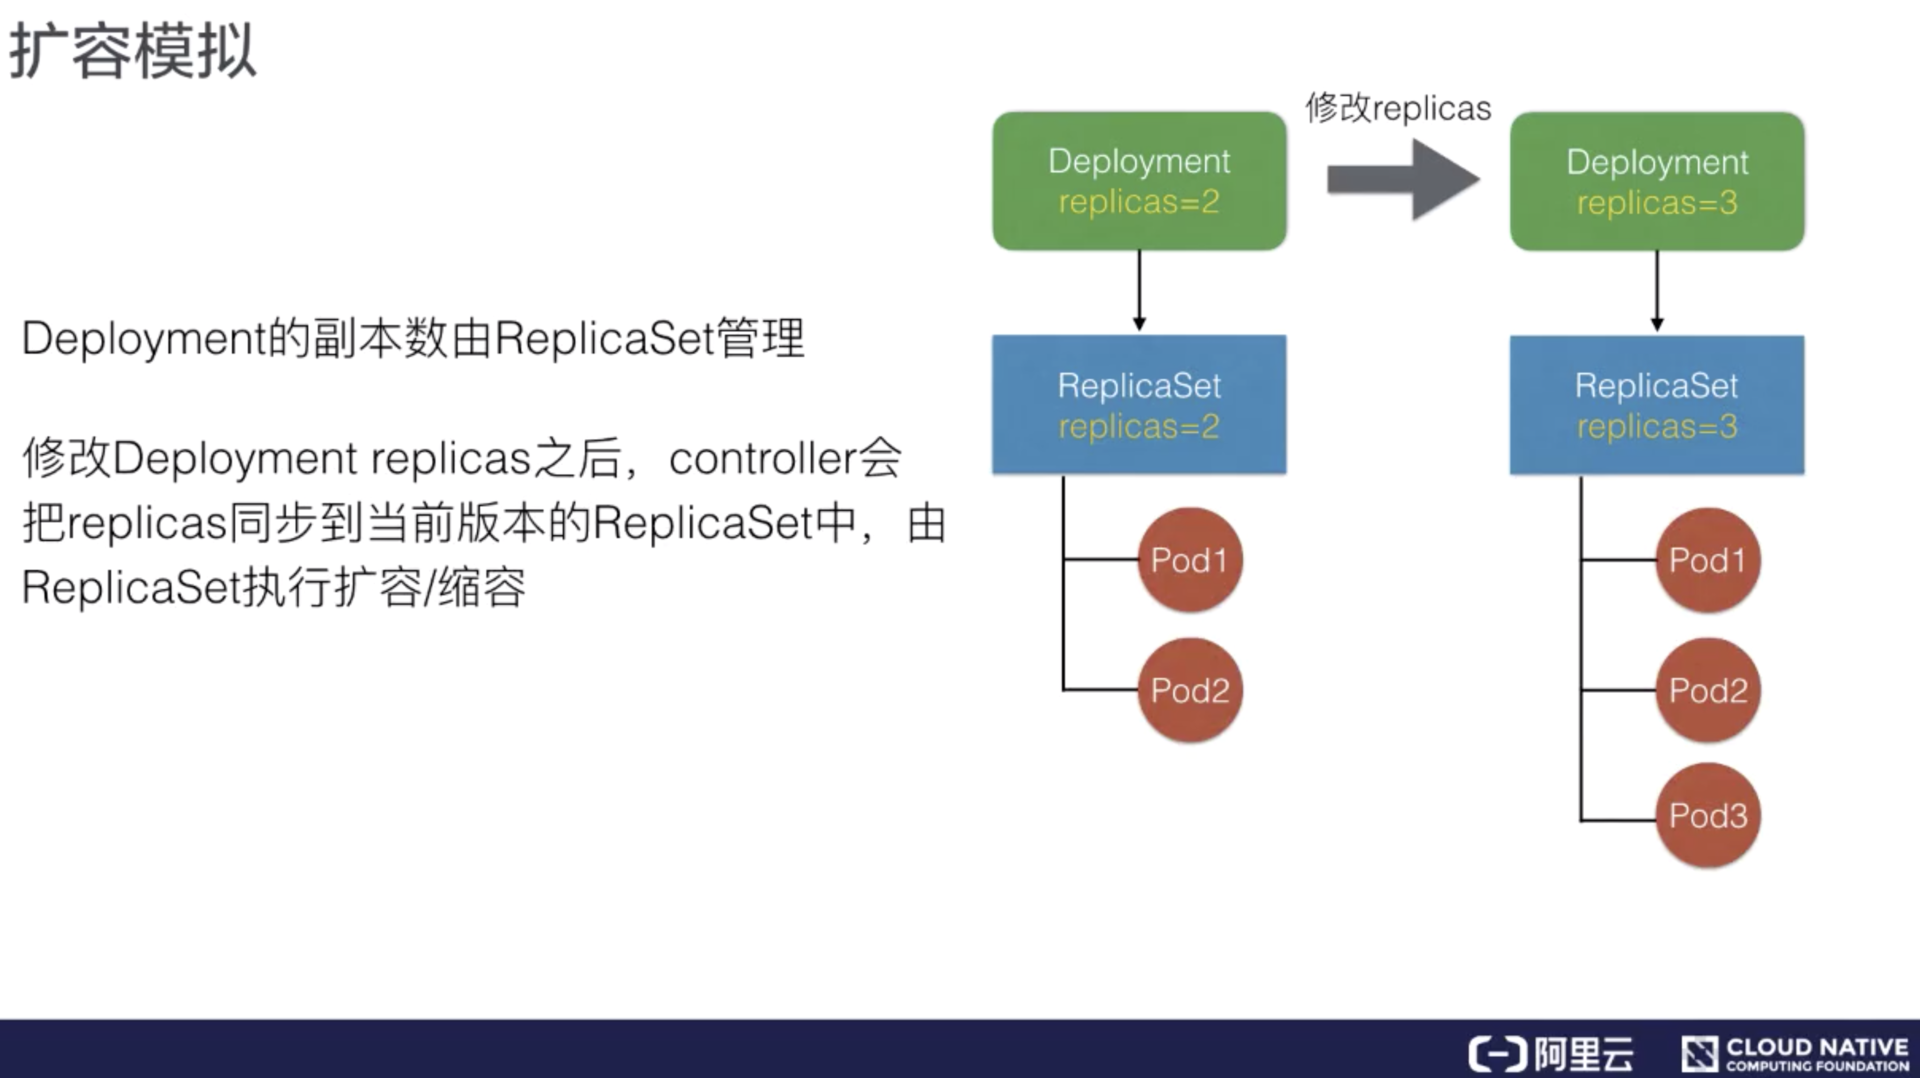 扩容模拟
Deployment的副本数由ReplicaSet管理
修改Deployment replicas之后，controller会
把replicas同步到当前版本的ReplicaSet中，由
ReplicaSet执行扩容/缩容
修改replicas
Deployment
replicas=2
ReplicaSet
replicas=2
Pod1
Pod2
Deployment
replicas=3
ReplicaSet
replicas=3
Pod1
Pod2
Pod3
阿里云
CLOUD NATIVE
COMPUTING FOUNDATION